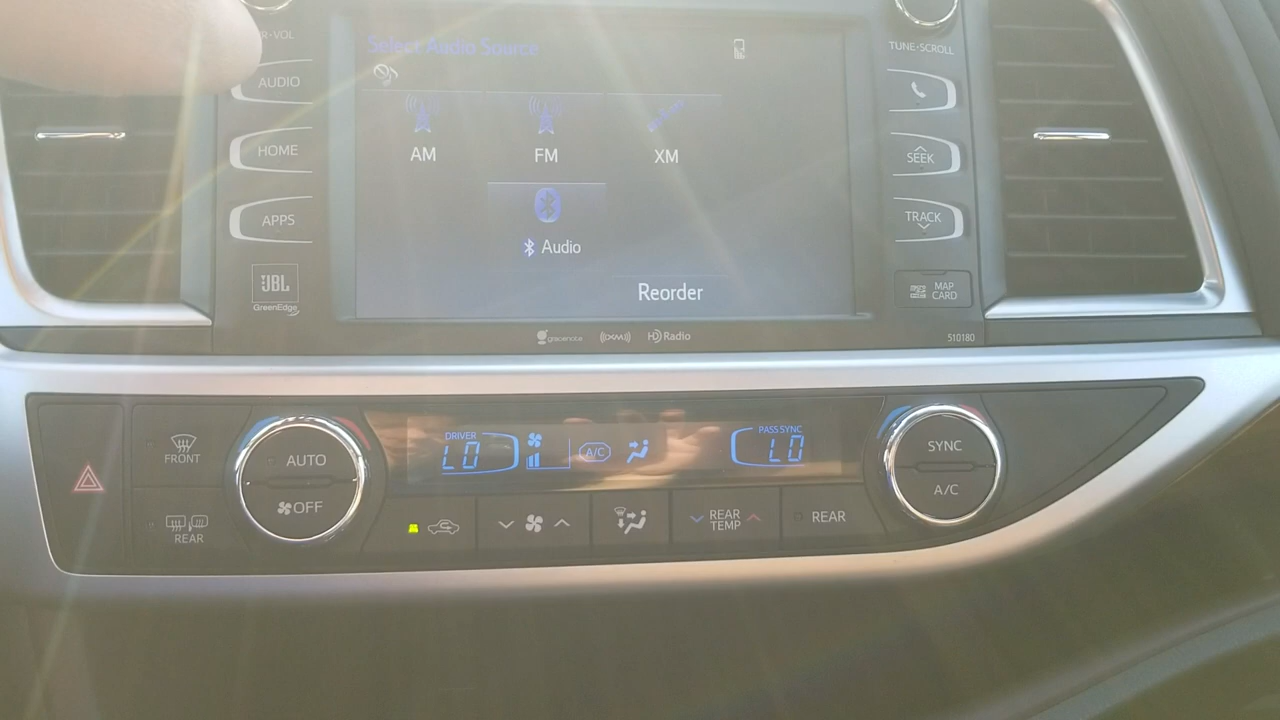 R-VOL
Select Audio Source
TUNE•SCROLL
AUDIO
HOME
AM
FM
XM
SEEK
APPS
TRACK
Audio
JBL
GreenEdge
Reorder
MAP
CARD
gracenote
((XM))
HD Radio
510180
FRONT
AUTO
DRIVER
LO
A/C
PASS SYNC
LO
SYNC
A/C
OFF
REAR
REAR
TEMP
REAR